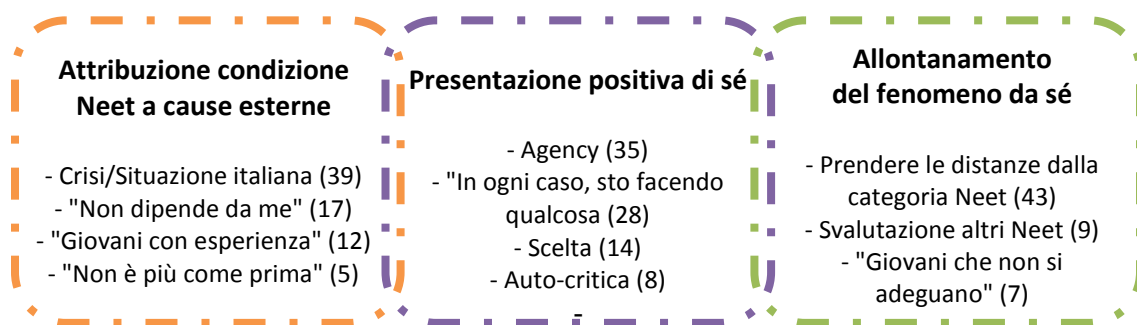 Attribuzione condizione
Neet a cause esterne
- Crisi/Situazione italiana (39)
- "Non dipende da me" (17)
- "Giovani con esperienza" (12)
- "Non è più come prima" (5)
Presentazione positiva di sé
- Agency (35)
- "In ogni caso, sto facendo
qualcosa (28)
- Scelta (14)
- Auto-critica (8)
-
Allontanamento
del fenomeno da sé
- Prendere le distanze dalla
categoria Neet (43)
- Svalutazione altri Neet (9)
- "Giovani che non si
adeguano" (7)